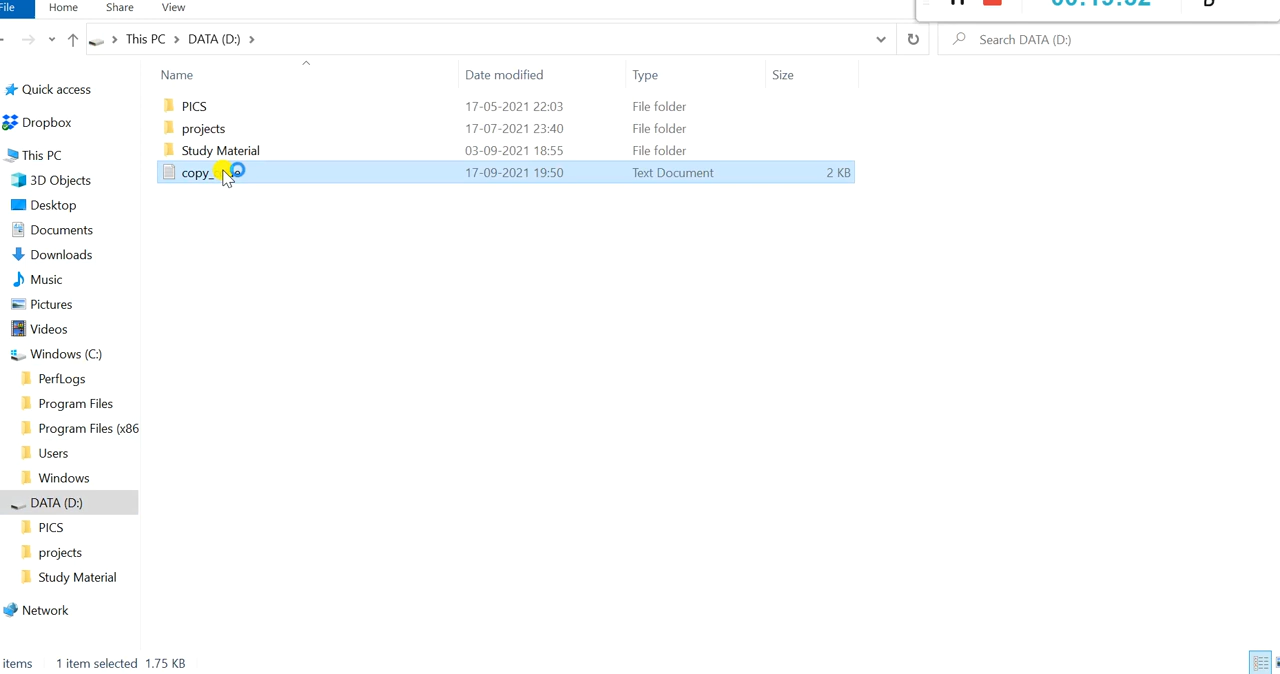 File Home Share View
This PC > DATA (D:) >
Search DATA (D:)
Name Date modified Type Size
PICS 17-05-2021 22:03 File folder
projects 17-07-2021 23:40 File folder
Study Material 03-09-2021 18:55 File folder
17-09-2021 19:50 Text Document 2 KB
Quick access
Dropbox
This PC
3D Objects
Desktop
Documents
Downloads
Music
Pictures
Videos
Windows (C:)
PerfLogs
Program Files
Program Files (x86
Users
Windows
DATA (D:)
PICS
projects
Study Material
Network
items 1 item selected 1.75 KB